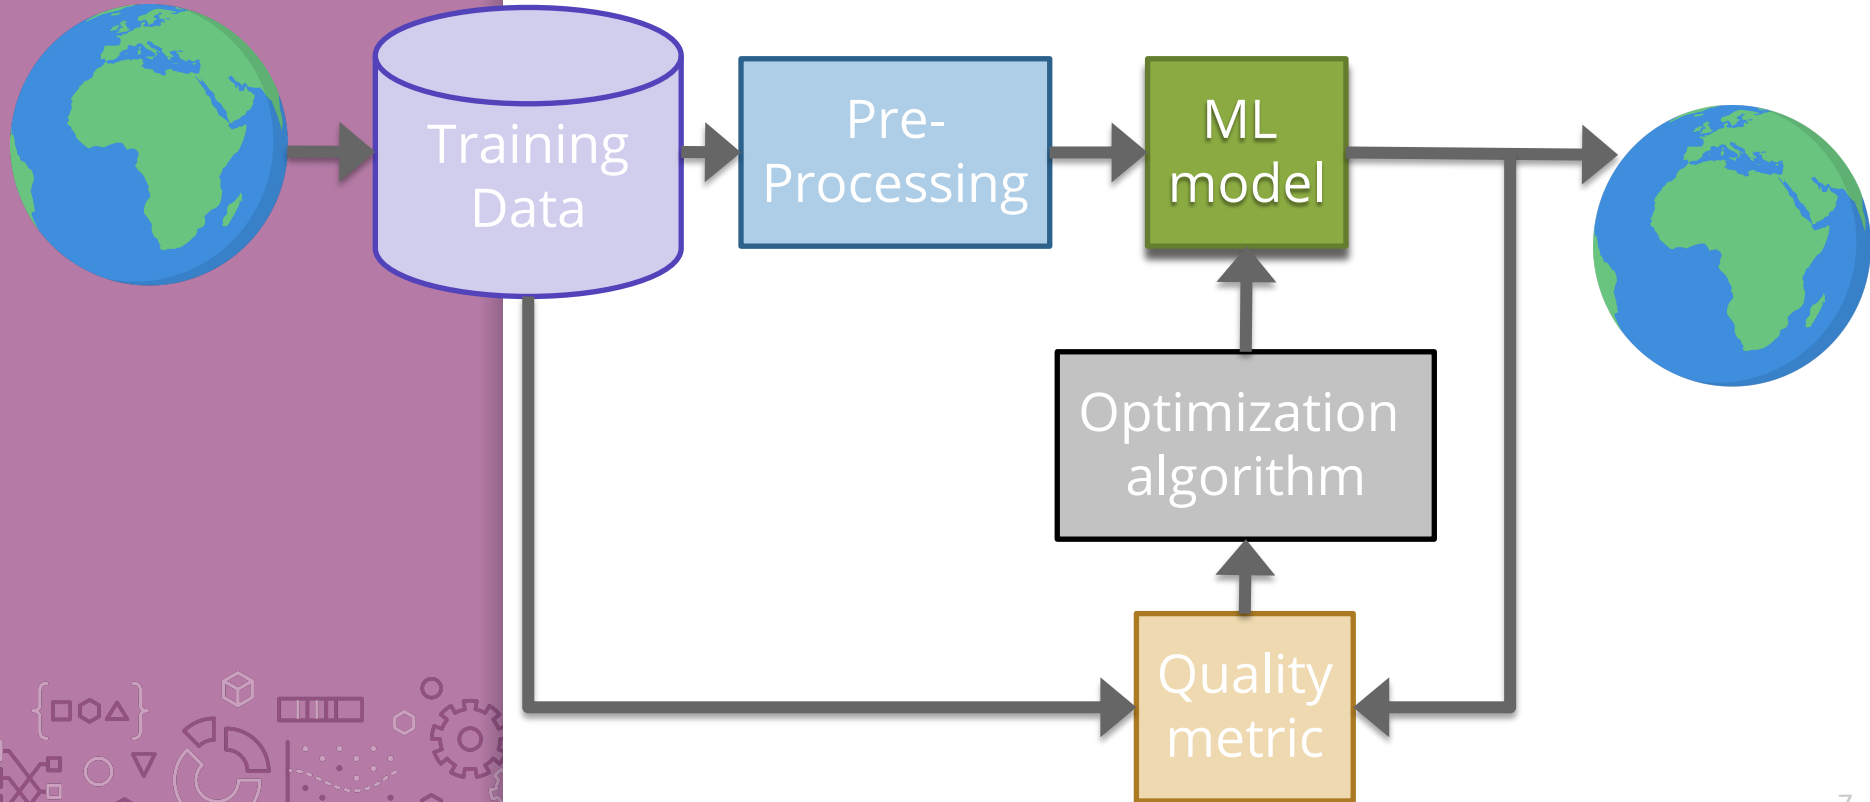 Training
Data
Pre-
Processing
ML
model
Optimization
algorithm
Quality
metric